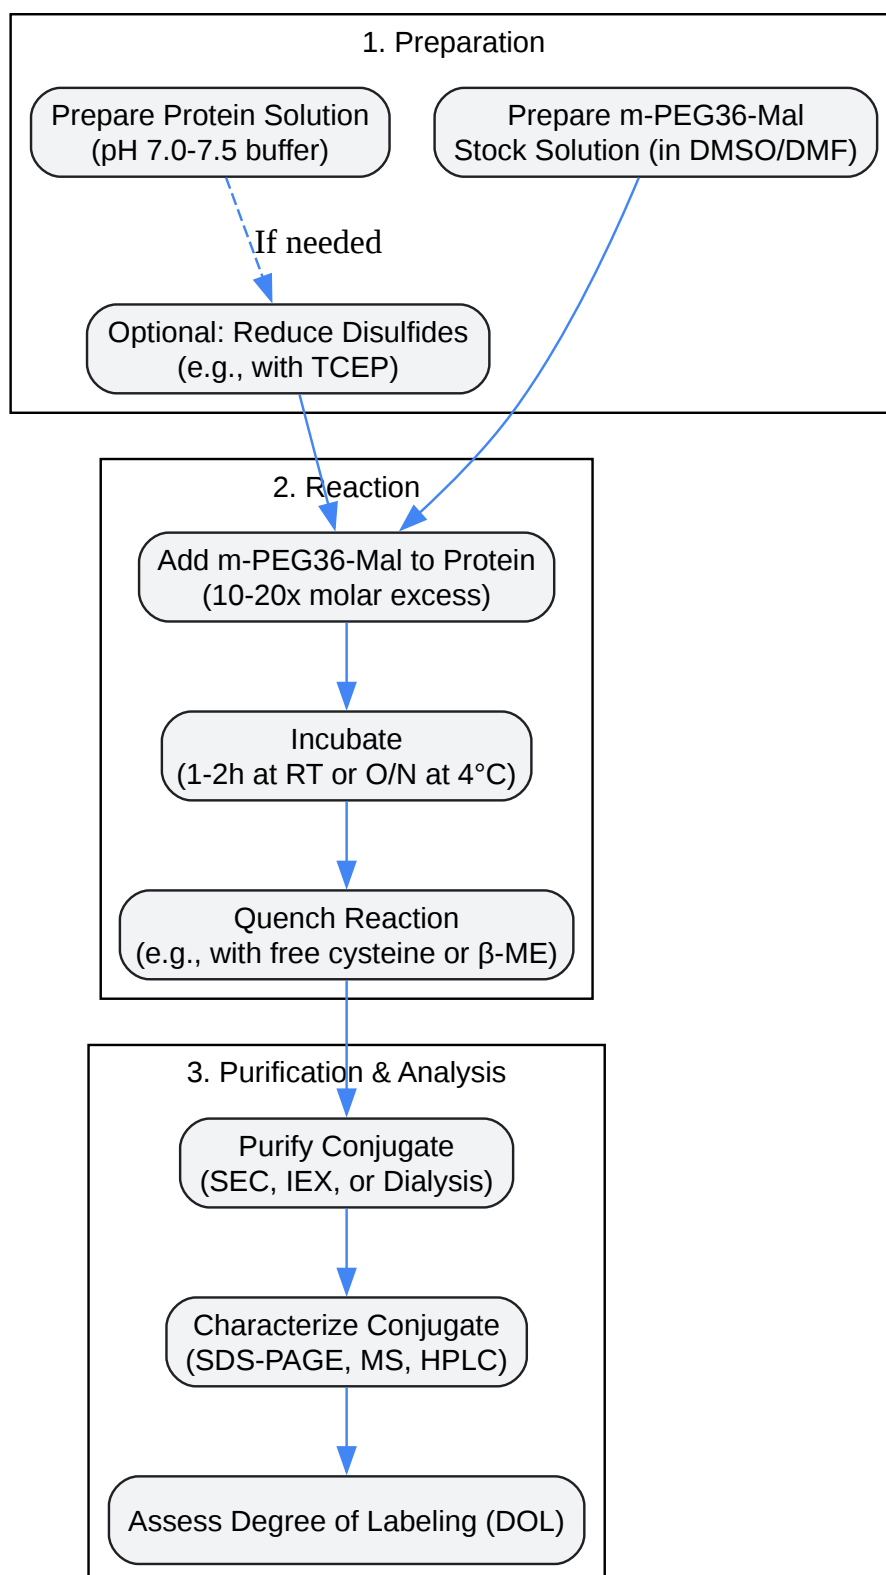 1. Preparation
Prepare Protein Solution
(pH 7.0-7.5 buffer)
Prepare m-PEG36-Mal
Stock Solution (in DMSO/DMF)
If needed
Optional: Reduce Disulfides
(e.g., with TCEP)
2. Reaction
Add m-PEG36-Mal to Protein
(10-20x molar excess)
Incubate
(1-2h at RT or O/N at 4°C)
Quench Reaction
(e.g., with free cysteine or β-ME)
3. Purification & Analysis
Purify Conjugate
(SEC, IEX, or Dialysis)
Characterize Conjugate
(SDS-PAGE, MS, HPLC)
Assess Degree of Labeling (DOL)